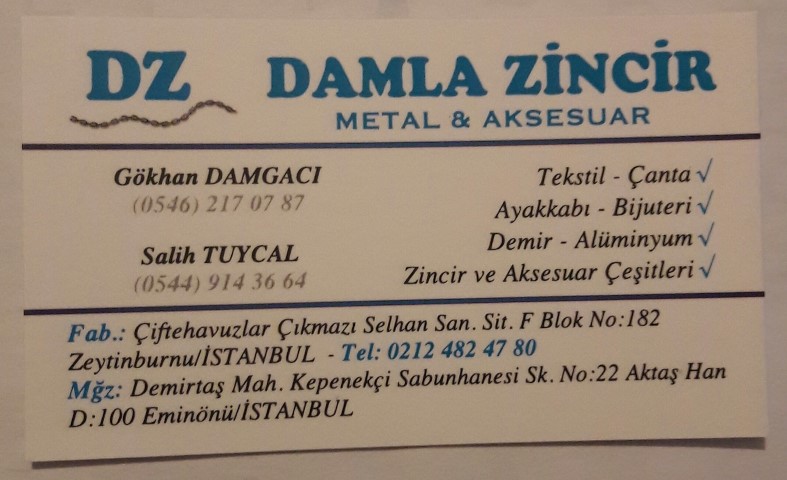 DZ DAMLA ZİNCİR
METAL & AKSESUAR
Gökhan DAMGACI
(0546) 217 07 87
Salih TUYCAL
(0544) 914 36 64
Tekstil - Çanta √
Ayakkabı - Bijuteri √
Demir - Alüminyum √
Zincir ve Aksesuar Çeşitleri √
Fab.: Çiftehavuzlar Çıkmazı Selhan San. Sit. F Blok No:182
Zeytinburnu/İSTANBUL - Tel: 0212 482 47 80
Mğz: Demirtaş Mah. Kepenekçi Sabunhanesi Sk. No:22 Aktaş Han
D:100 Eminönü/İSTANBUL